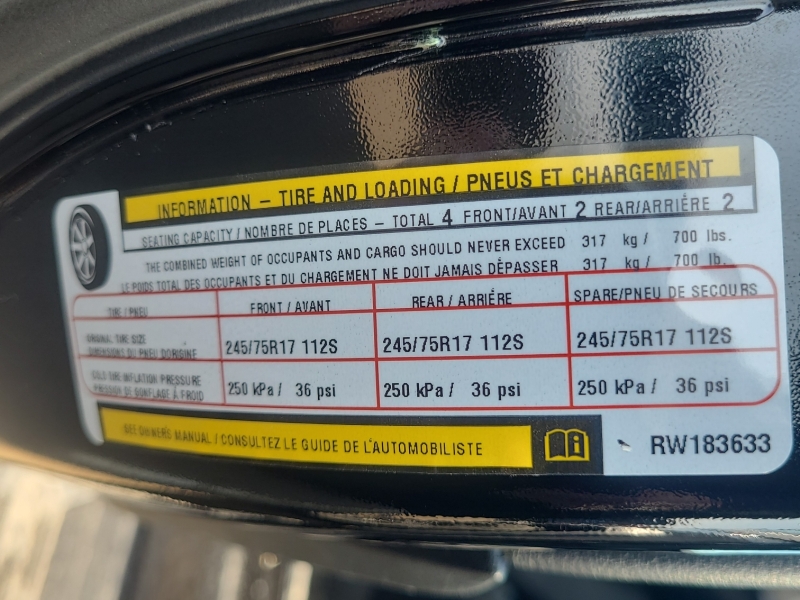 INFORMATION – TIRE AND LOADING / PNEUS ET CHARGEMENT
SEATING CAPACITY / NOMBRE DE PLACES – TOTAL 4 FRONT/AVANT 2 REAR/ARRIÈRE 2
THE COMBINED WEIGHT OF OCCUPANTS AND CARGO SHOULD NEVER EXCEED 317 kg / 700 lbs.
LE POIDS TOTAL DES OCCUPANTS ET DU CHARGEMENT NE DOIT JAMAIS DÉPASSER 317 kg / 700 lb.
TIRE / PNEU FRONT / AVANT REAR / ARRIÉRE SPARE/PNEU DE SECOURS
ORIGINAL TIRE SIZE
DIMENSIONS DU PNEU D'ORIGINE 245/75R17 112S 245/75R17 112S 245/75R17 112S
COLD TIRE INFLATION PRESSURE
PRESSION DE GONFLAGE À FROID 250 kPa / 36 psi 250 kPa / 36 psi 250 kPa / 36 psi
SEE OWNERS MANUAL / CONSULTEZ LE GUIDE DE L'AUTOMOBILISTE
RW183633